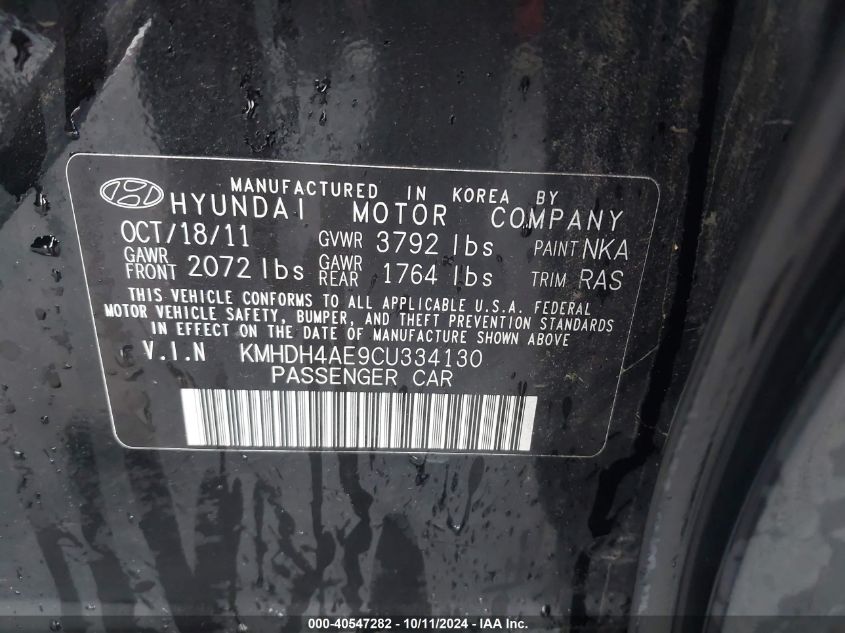 MANUFACTURED IN KOREA BY
HYUNDAI MOTOR COMPANY
OCT/18/11 GVWR 3792 lbs PAINT NKA
GAWR FRONT 2072 lbs GAWR REAR 1764 lbs TRIM RAS
THIS VEHICLE CONFORMS TO ALL APPLICABLE U.S.A. FEDERAL
MOTOR VEHICLE SAFETY, BUMPER, AND THEFT PREVENTION STANDARDS
IN EFFECT ON THE DATE OF MANUFACTURE SHOWN ABOVE
V.I.N KMHDH4AE9CU334130
PASSENGER CAR
000-40547282 - 10/11/2024 - IAA Inc.